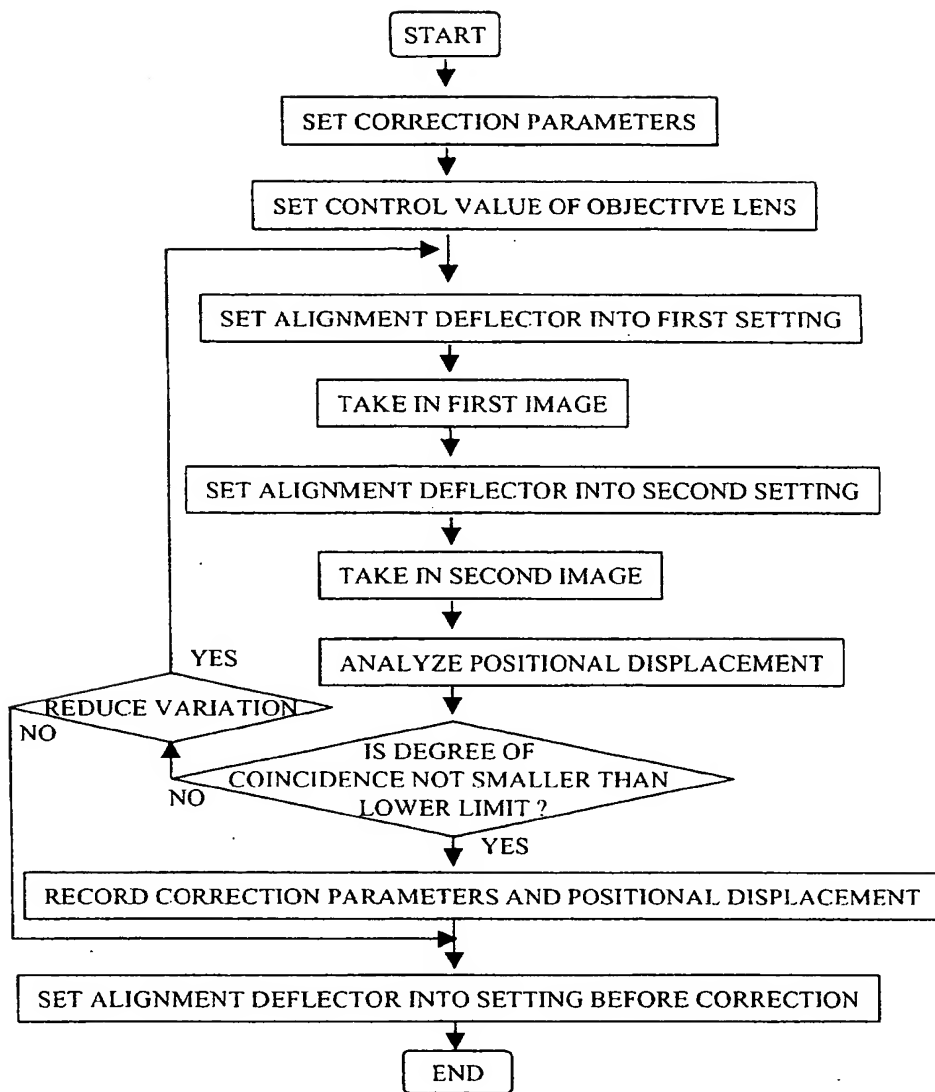 START
SET CORRECTION PARAMETERS
SET CONTROL VALUE OF OBJECTIVE LENS
SET ALIGNMENT DEFLECTOR INTO FIRST SETTING
TAKE IN FIRST IMAGE
SET ALIGNMENT DEFLECTOR INTO SECOND SETTING
TAKE IN SECOND IMAGE
ANALYZE POSITIONAL DISPLACEMENT
YES
REDUCE VARIATION
NO
IS DEGREE OF
COINCIDENCE NOT SMALLER THAN
LOWER LIMIT ?
NO
YES
RECORD CORRECTION PARAMETERS AND POSITIONAL DISPLACEMENT
SET ALIGNMENT DEFLECTOR INTO SETTING BEFORE CORRECTION
END